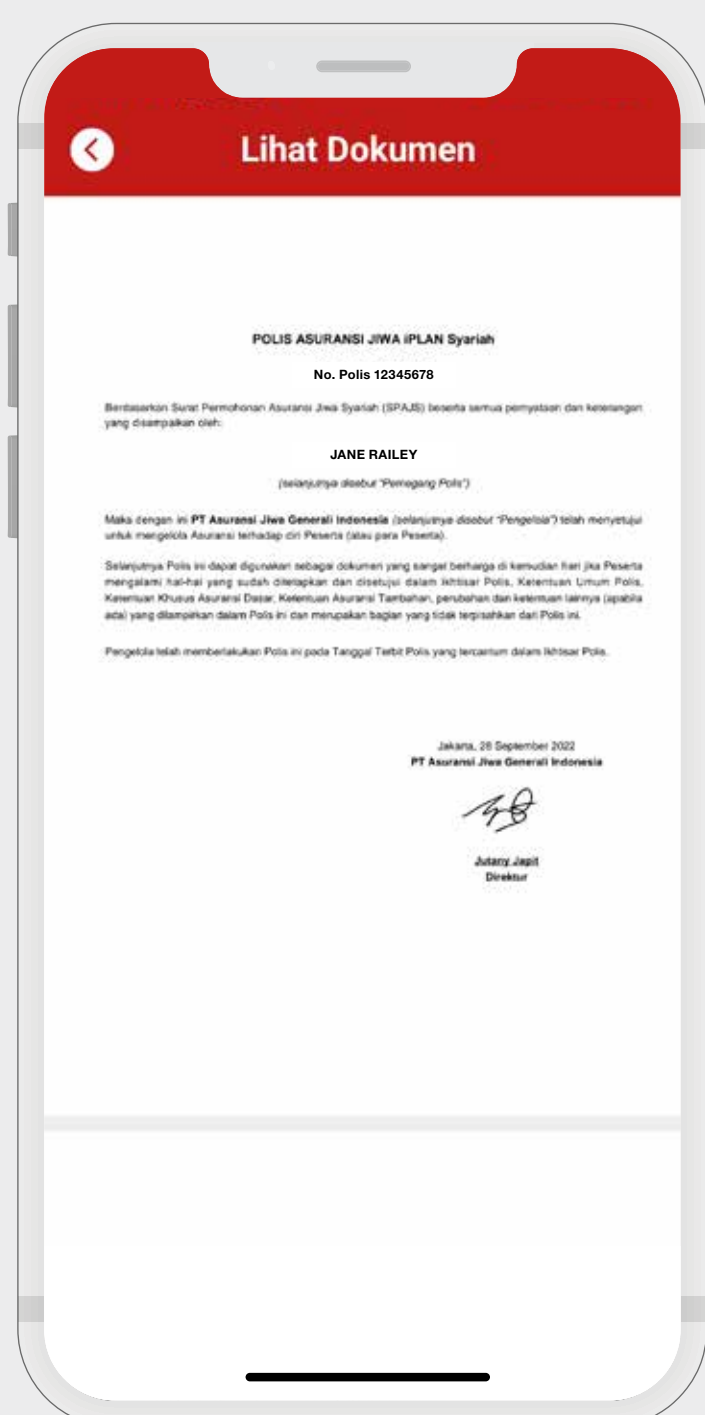 Lihat Dokumen
POLIS ASURANSI JIWA iPLAN Syariah
No. Polis 12345678
Berdasarkan Surat Permohonan Asuransi Jiwa Syariah (SPAJS) beserta semua pernyataan dan keterangan
yang disampaikan oleh:
JANE RAILEY
(selanjutnya disebut "Pemegang Polis")
Maka dengan ini PT Asuransi Jiwa Generali Indonesia (selanjutnya disebut "Pengelola") telah menyetujui
untuk mengelola Asuransi terhadap diri Peserta (atau para Peserta).
Selanjutnya Polis ini dapat digunakan sebagai dokumen yang sangat berharga di kemudian hari jika Peserta
mengalami hal-hal yang sudah ditetapkan dan disetujui dalam Ikhtisar Polis, Ketentuan Umum Polis,
Ketentuan Khusus Asuransi Dasar, Ketentuan Asuransi Tambahan, perubahan dan ketentuan lainnya (apabila
ada) yang dilampirkan dalam Polis ini dan merupakan bagian yang tidak terpisahkan dari Polis ini.
Pengelola telah memberlakukan Polis ini pada Tanggal Terbit Polis yang tercantum dalam Ikhtisar Polis.
Jakarta, 28 September 2022
PT Asuransi Jiwa Generali Indonesia
Jutany Japit
Direktur